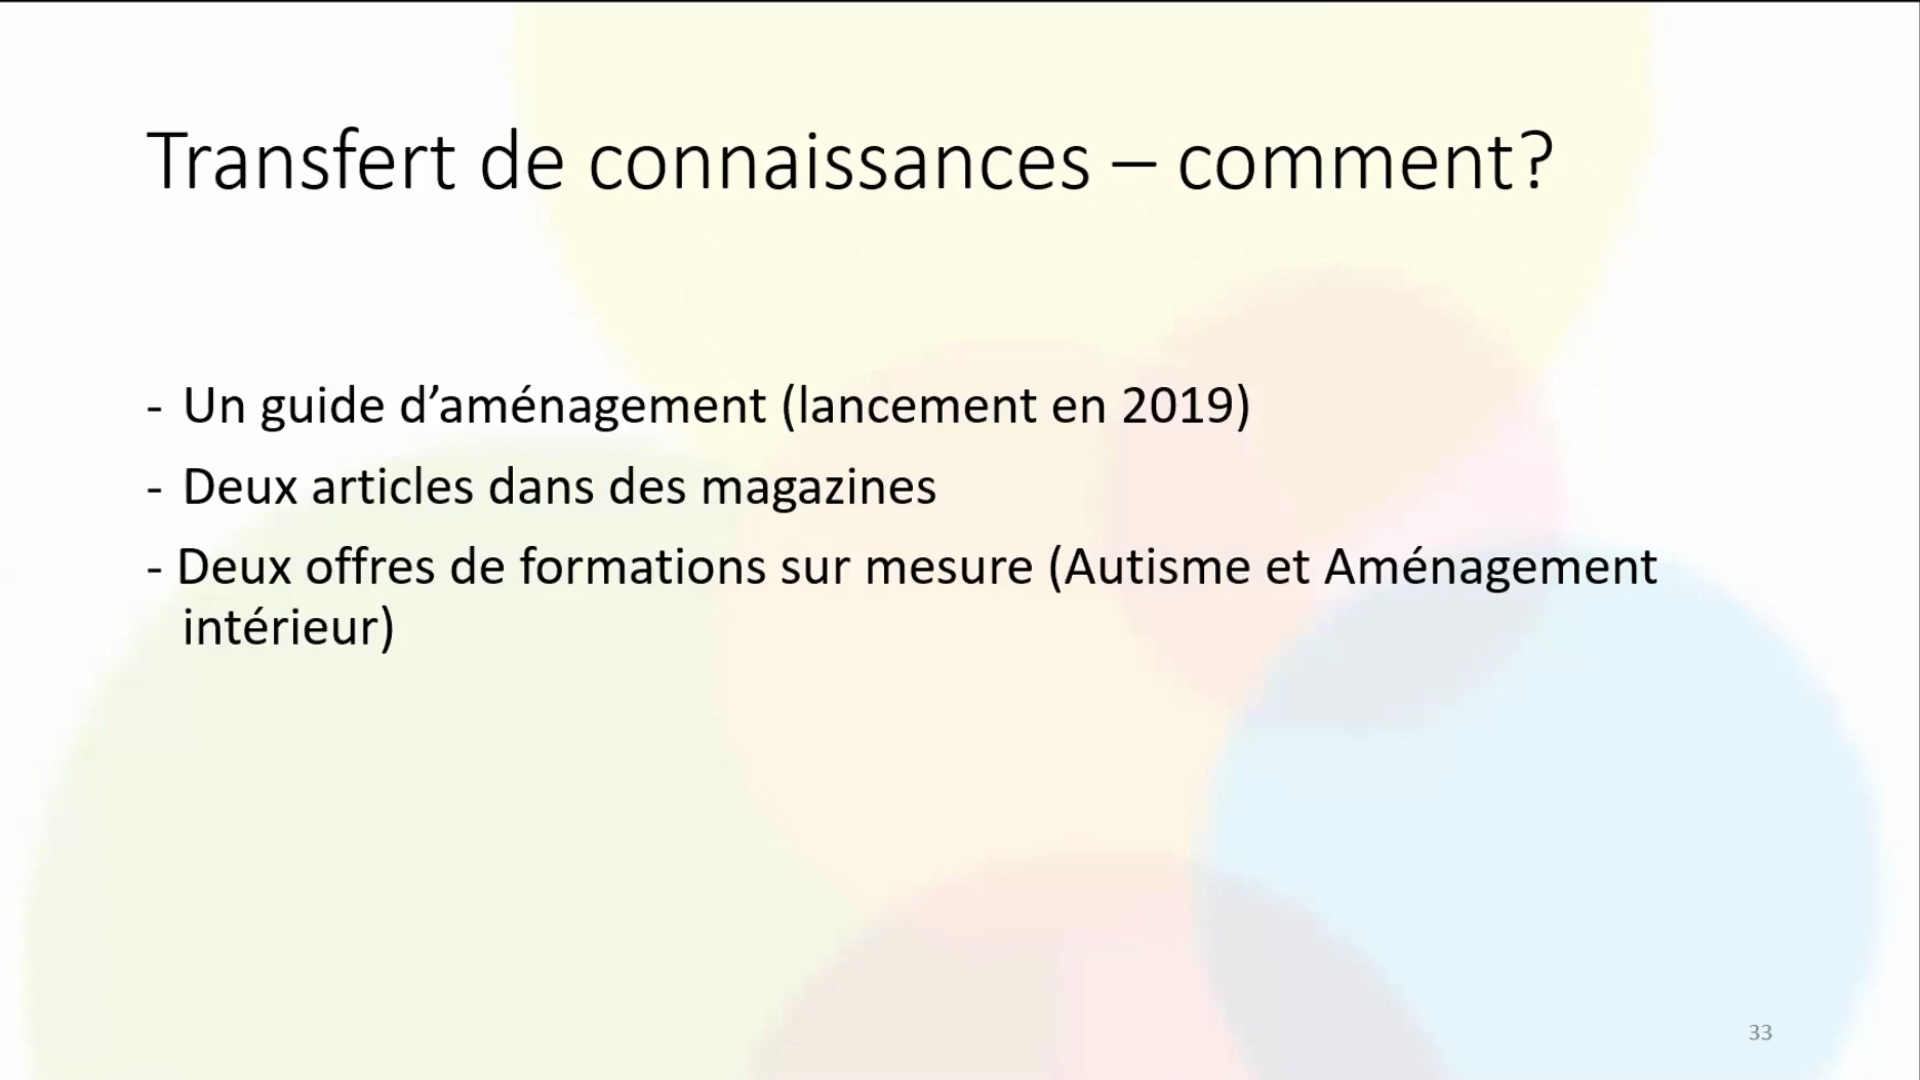 Transfert de connaissances – comment?
- Un guide d’aménagement (lancement en 2019)
- Deux articles dans des magazines
- Deux offres de formations sur mesure (Autisme et Aménagement
intérieur)
33